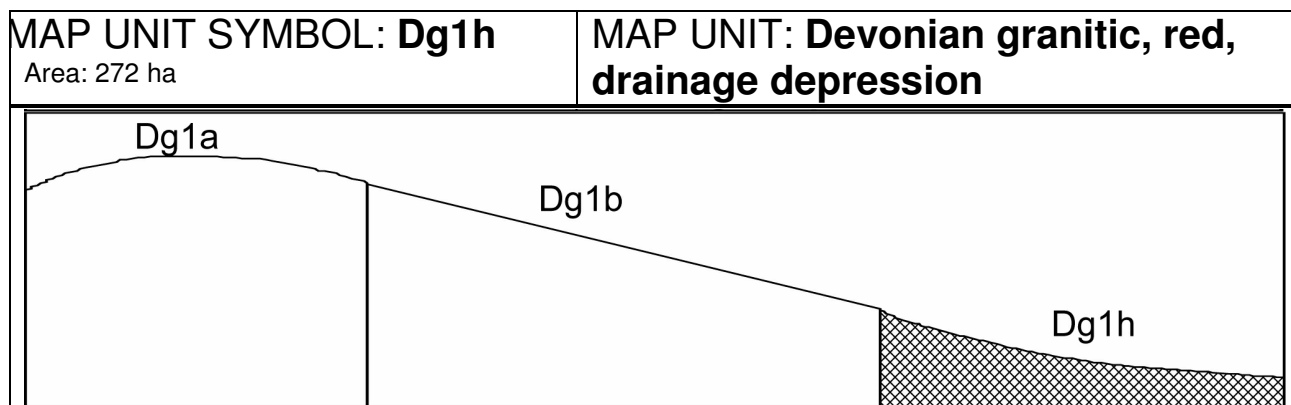 MAP UNIT SYMBOL: Dg1h
Area: 272 ha
MAP UNIT: Devonian granitic, red,
drainage depression
Dg1a
Dg1b
Dg1h